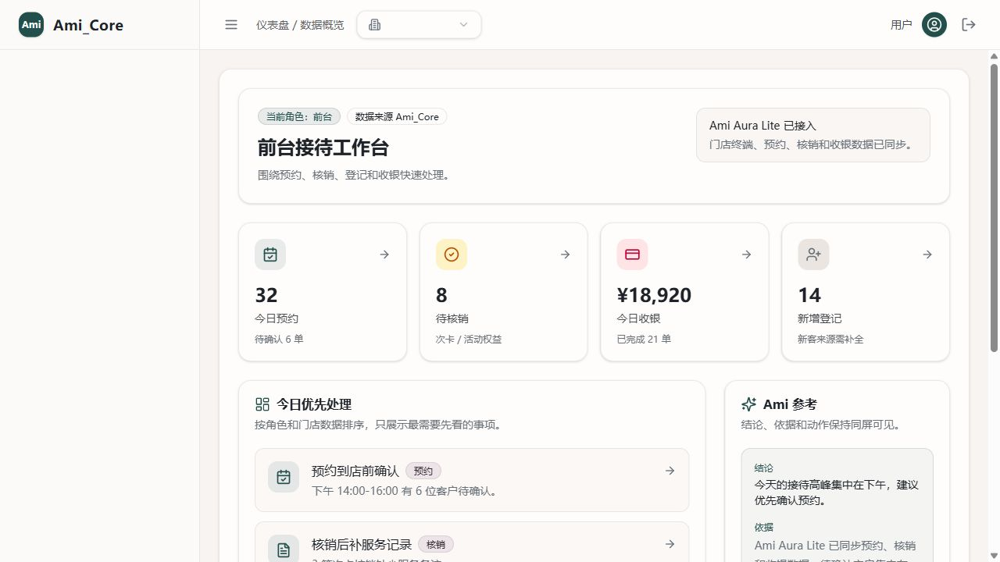 Ami
Ami_Core
仪表盘 / 数据概览
用户
当前角色：前台
数据来源 Ami_Core
前台接待工作台
围绕预约、核销、登记和收银快速处理。
Ami Aura Lite 已接入
门店终端、预约、核销和收银数据已同步。
32
今日预约
待确认 6 单
8
待核销
次卡 / 活动权益
¥18,920
今日收银
已完成 21 单
14
新增登记
新客来源需补全
今日优先处理
按角色和门店数据排序，只展示最需要先看的事项。
预约到店前确认
预约
下午 14:00-16:00 有 6 位客户待确认。
核销后补服务记录
核销
Ami 参考
结论、依据和动作保持同屏可见。
结论
今天的接待高峰集中在下午，建议
优先确认预约。
依据
Ami Aura Lite 已同步预约、核销